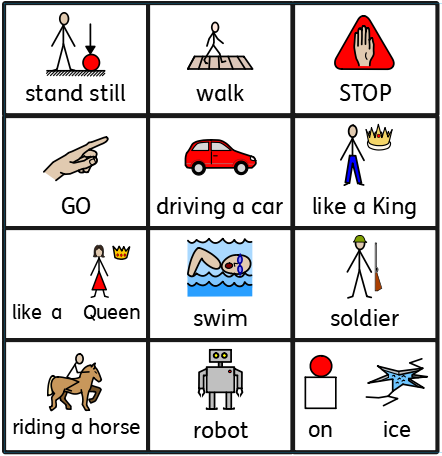 stand still
walk
STOP
GO
driving a car
like a King
like a Queen
swim
soldier
riding a horse
robot
on ice